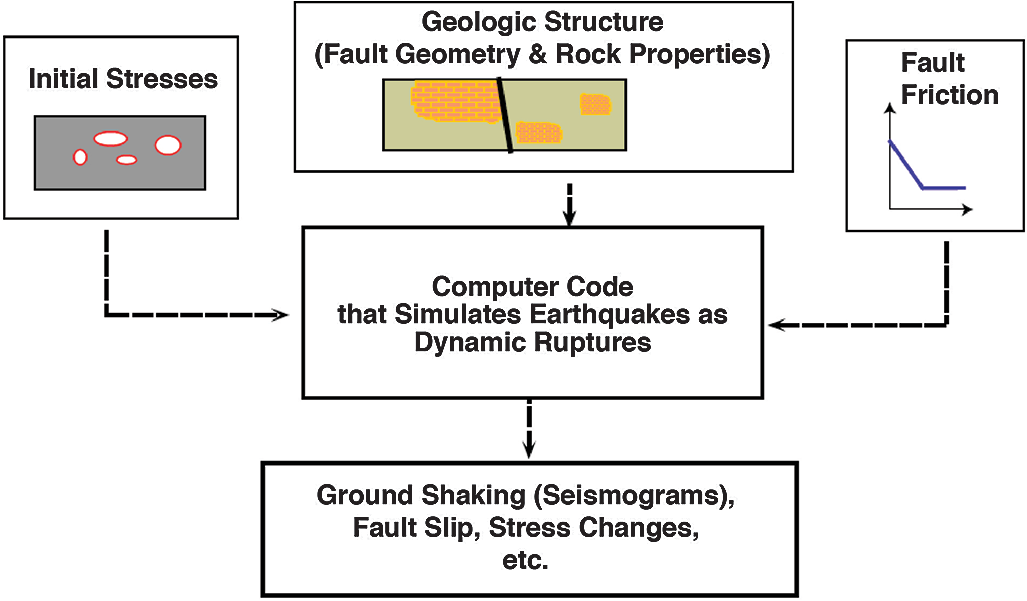 Geologic Structure
(Fault Geometry & Rock Properties)
Initial Stresses
Fault
Friction
Computer Code
that Simulates Earthquakes as
Dynamic Ruptures
Ground Shaking (Seismograms),
Fault Slip, Stress Changes,
etc.